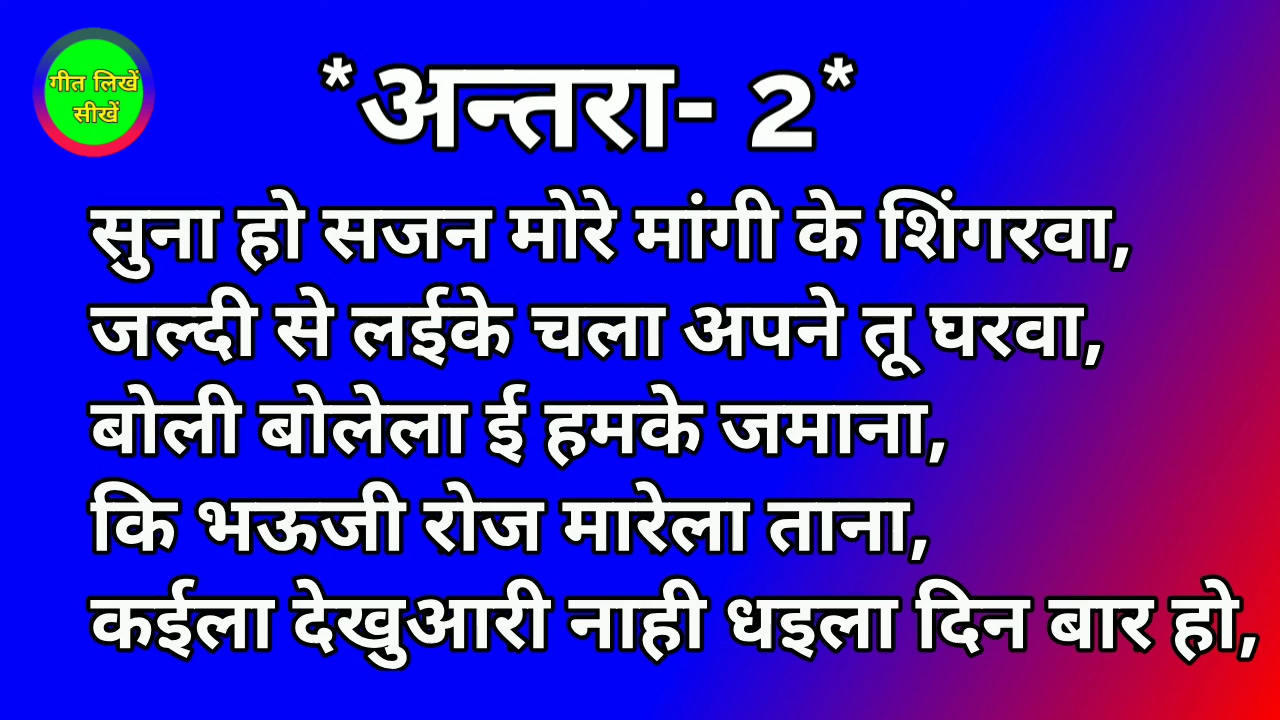 गीत लिखें
सीखें
*अन्तरा- 2*
सुना हो सजन मोरे मांगी के शिंगरवा,
जल्दी से लईके चला अपने तू घरवा,
बोली बोलेला ई हमके जमाना,
कि भऊजी रोज मारेला ताना,
कईला देखुआरी नाही धइला दिन बार हो,